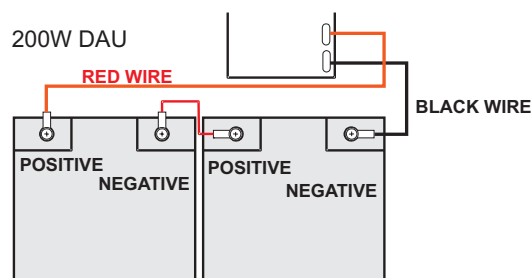 200W DAU
RED WIRE
BLACK WIRE
POSITIVE
NEGATIVE
POSITIVE
NEGATIVE